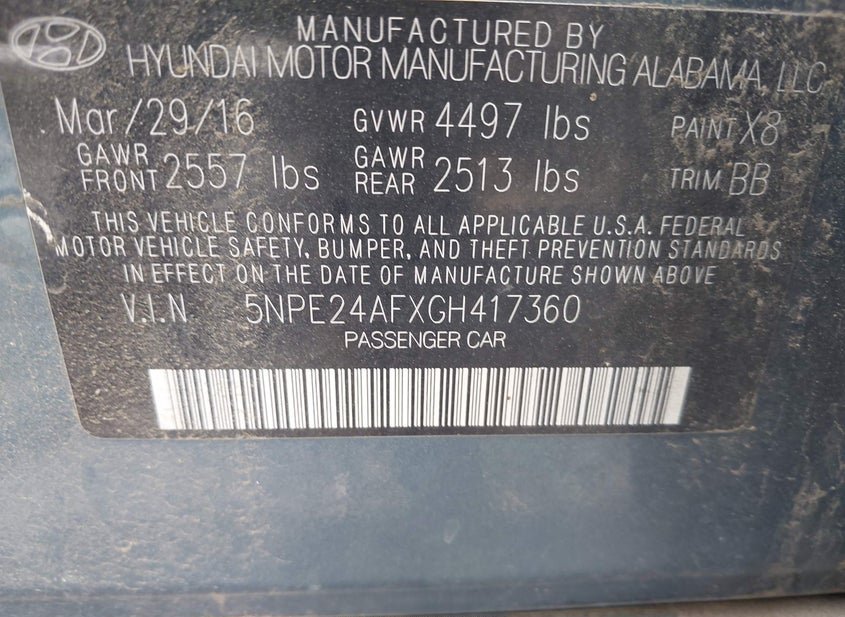 MANUFACTURED BY
HYUNDAI MOTOR MANUFACTURING ALABAMA, LLC
Mar/29/16 GVWR 4497 lbs PAINT X8
GAWR FRONT 2557 lbs GAWR REAR 2513 lbs TRIM BB
THIS VEHICLE CONFORMS TO ALL APPLICABLE U.S.A. FEDERAL
MOTOR VEHICLE SAFETY, BUMPER, AND THEFT PREVENTION STANDARDS
IN EFFECT ON THE DATE OF MANUFACTURE SHOWN ABOVE
V.I.N 5NPE24AFXGH417360
PASSENGER CAR